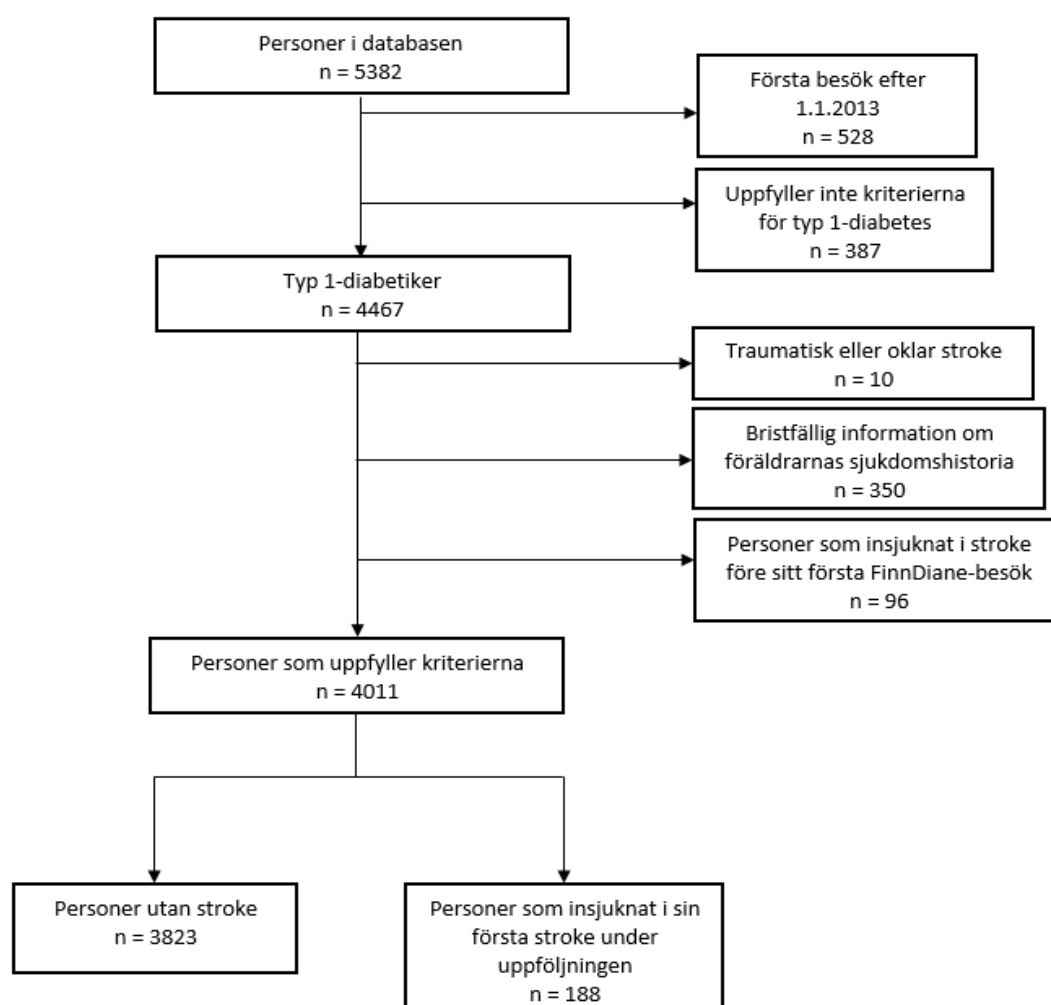 Personer i databasen
n = 5382
Första besök efter
1.1.2013
n = 528
Uppfyller inte kriterierna
för typ 1-diabetes
n = 387
Typ 1-diabetiker
n = 4467
Traumatisk eller oklar stroke
n = 10
Bristfällig information om
föräldrarnas sjukdomshistoria
n = 350
Personer som insjuknat i stroke
före sitt första FinnDiane-besök
n = 96
Personer som uppfyller kriterierna
n = 4011
Personer utan stroke
n = 3823
Personer som insjuknat i sin
första stroke under
uppföljningen
n = 188